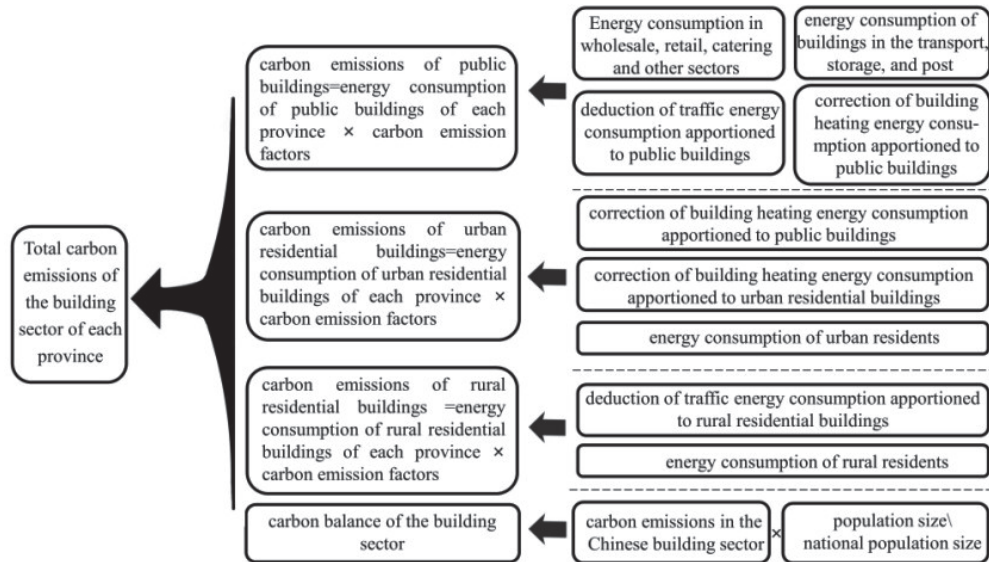 Total carbon
emissions of
the building
sector of each
province
carbon emissions of public
buildings=energy consumption
of public buildings of each
province × carbon emission
factors
Energy consumption in
wholesale, retail, catering
and other sectors
energy consumption of
buildings in the transport,
storage, and post
deduction of traffic energy
consumption apportioned
to public buildings
correction of building
heating energy consu-
mption apportioned to
public buildings
carbon emissions of urban
residential buildings=energy
consumption of urban residential
buildings of each province ×
carbon emission factors
correction of building heating energy consumption
apportioned to public buildings
correction of building heating energy consumption
apportioned to urban residential buildings
energy consumption of urban residents
carbon emissions of rural
residential buildings =energy
consumption of rural residential
buildings of each province ×
carbon emission factors
deduction of traffic energy consumption apportioned
to rural residential buildings
energy consumption of rural residents
carbon balance of the building
sector
carbon emissions in the
Chinese building sector
×
population size\
national population size